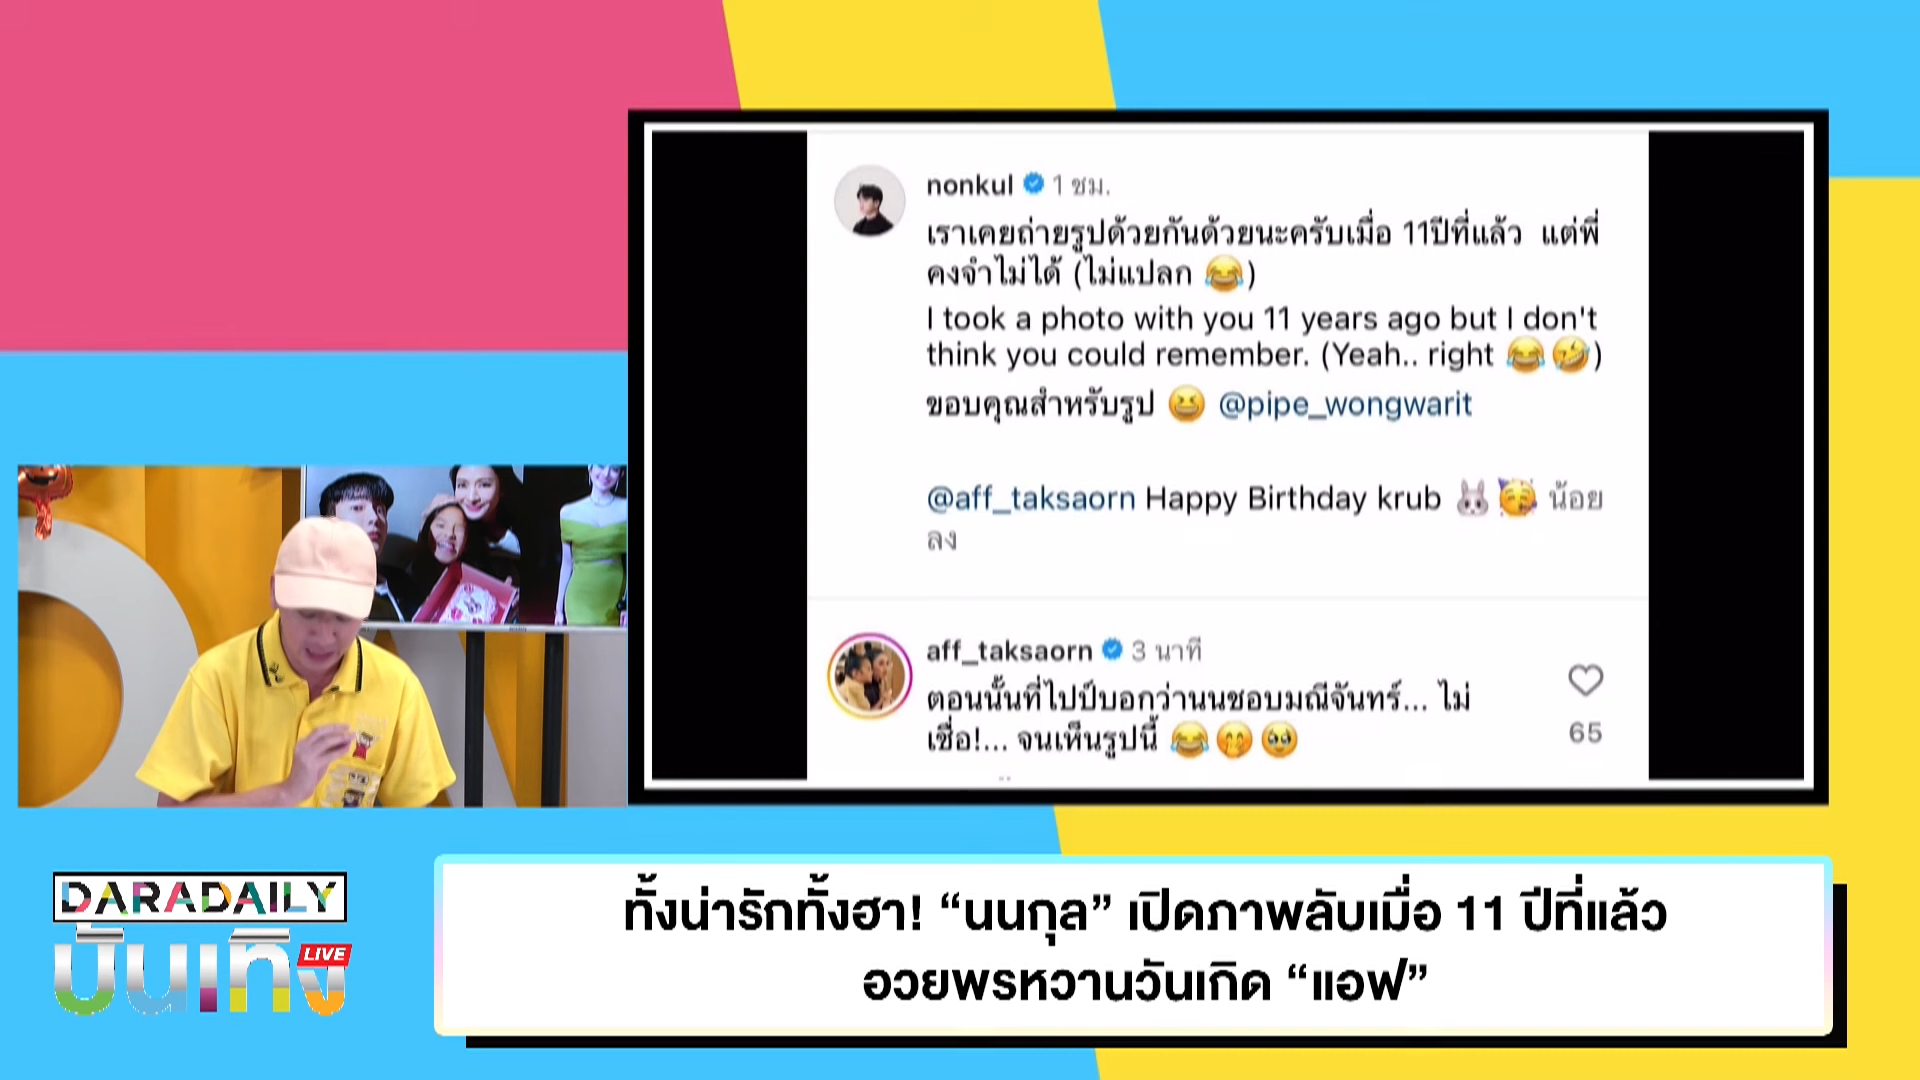 nonkul 1 ชม.
เราเคยถ่ายรูปด้วยกันด้วยนะครับเมื่อ 11ปีที่แล้ว แต่พี่
คงจำไม่ได้ (ไม่แปลก 😂)
I took a photo with you 11 years ago but I don't
think you could remember. (Yeah.. right 😂🤣)
ขอบคุณสำหรับรูป 😆 @pipe_wongwarit
@aff_taksaorn Happy Birthday krub 🐰🥳 น้อย
ลง
aff_taksaorn 3 นาที
ตอนนั้นที่ไปป์บอกว่านนชอบมณีจันทร์... ไม่
เชื่อ!... จนเห็นรูปนี้ 😂🤭🥹
65
DARADAILY
บันเทิง LIVE
ทั้งน่ารักทั้งฮา! “นนกุล” เปิดภาพลับเมื่อ 11 ปีที่แล้ว
อวยพรหวานวันเกิด “แอฟ”